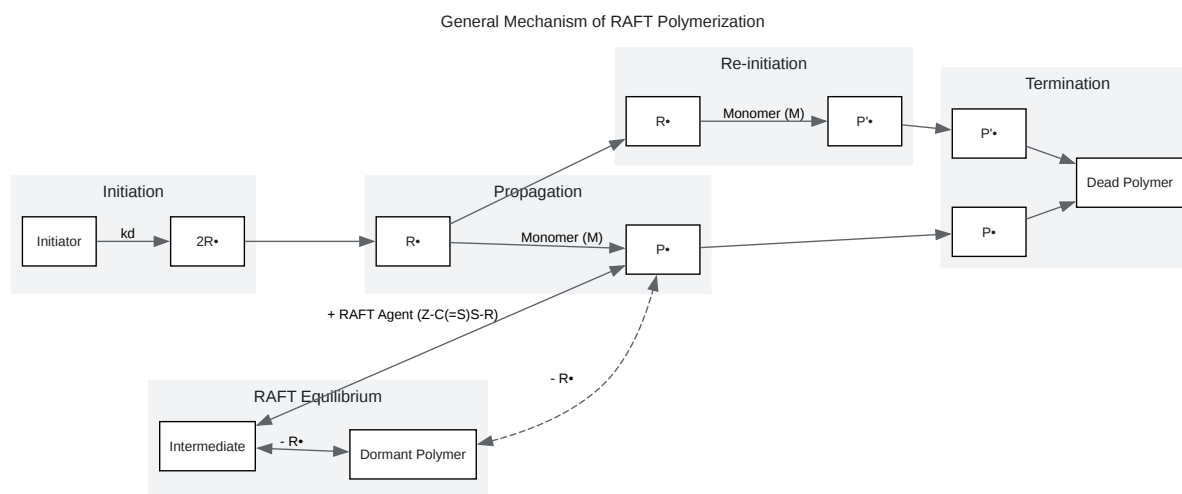 General Mechanism of RAFT Polymerization
Re-initiation
R•
Monomer (M)
P'•
Termination
P'•
Dead Polymer
P•
Initiation
Initiator
kd
2R•
Propagation
R•
Monomer (M)
P•
+ RAFT Agent (Z-C(=S)S-R)
- R•
RAFT Equilibrium
Intermediate
- R•
Dormant Polymer